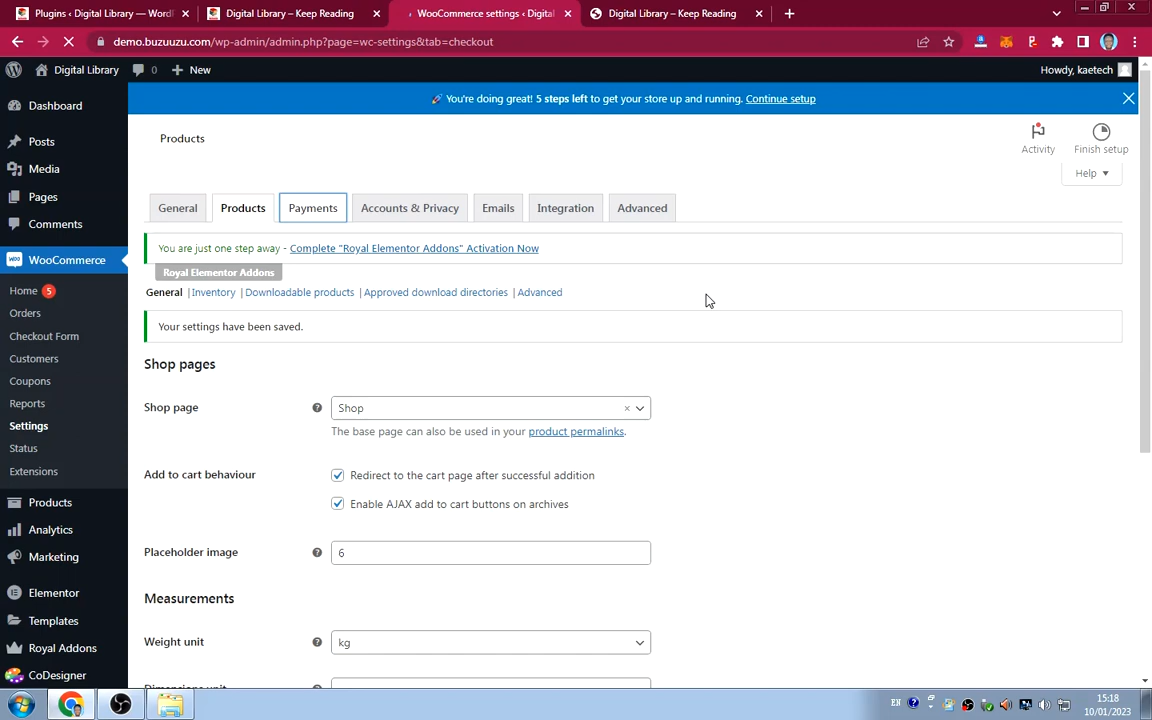 Plugins ‹ Digital Library — WordP
Digital Library – Keep Reading
WooCommerce settings ‹ Digital
Digital Library – Keep Reading
demo.buzuuzu.com/wp-admin/admin.php?page=wc-settings&tab=checkout
Digital Library
0
New
Howdy, kaetech
Dashboard
Posts
Media
Pages
Comments
WooCommerce
Home 5
Orders
Checkout Form
Customers
Coupons
Reports
Settings
Status
Extensions
Products
Analytics
Marketing
Elementor
Templates
Royal Addons
CoDesigner
🚀 You're doing great! 5 steps left to get your store up and running. Continue setup
Products
Activity
Finish setup
Help ▼
General
Products
Payments
Accounts & Privacy
Emails
Integration
Advanced
You are just one step away - Complete "Royal Elementor Addons" Activation Now
Royal Elementor Addons
General | Inventory | Downloadable products | Approved download directories | Advanced
Your settings have been saved.
Shop pages
Shop page
Shop
×
The base page can also be used in your product permalinks.
Add to cart behaviour
Redirect to the cart page after successful addition
Enable AJAX add to cart buttons on archives
Placeholder image
6
Measurements
Weight unit
kg
EN
15:18
10/01/2023